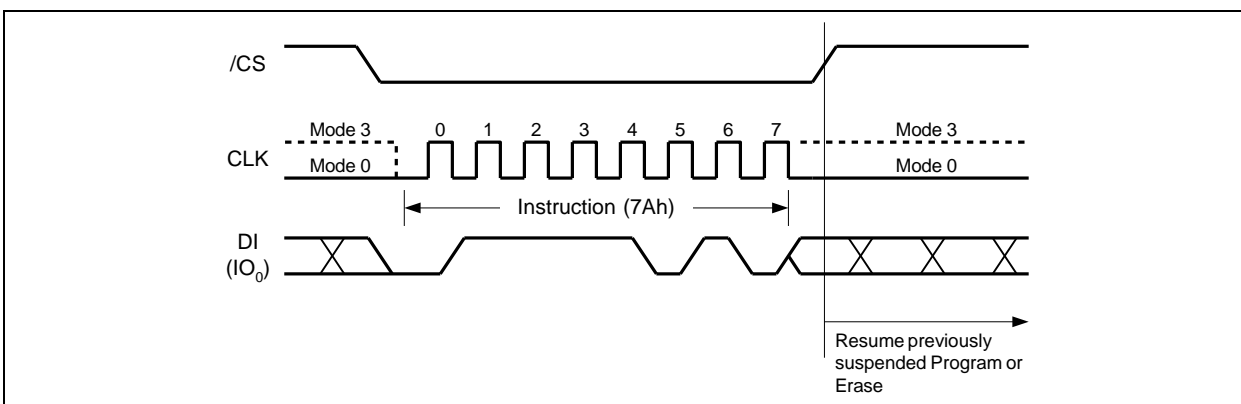 /CS
Mode 3 0 1 2 3 4 5 6 7 Mode 3
CLK
Mode 0 Mode 0
Instruction (7Ah)
DI
(IO₀)
Resume previously
suspended Program or
Erase